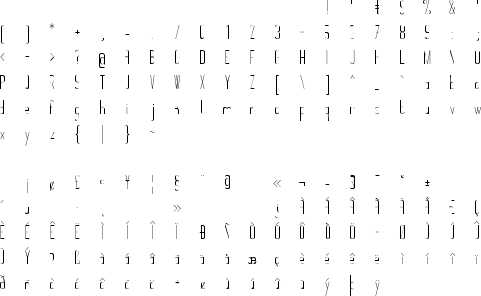 ! " # $ % & '
( ) * + , - . / 0 1 2 3 4 5 6 7 8 9 : ;
< = > ? @ A B C D E F G H I J K L M N O
P Q R S T U V W X Y Z [ \ ] ^ _ ` a b c
d e f g h i j k l m n o p q r s t u v w
x y z { | } ~
¡ ¢ £ ¤ ¥ ¦ § ¨ © « ¬ - ® ¯ ° ±
´ µ · ¸ » ¿ À Á Â Ã Ä Å Æ Ç
È É Ê Ë Ì Í Î Ï Ð Ñ Ò Ó Ô Õ Ö × Ø Ù Ú Û
Ü Ý Þ ß à á â ã ä å æ ç è é ê ë ì í î ï
ð ñ ò ó ô õ ö ÷ ø ù ú û ü ý þ ÿ